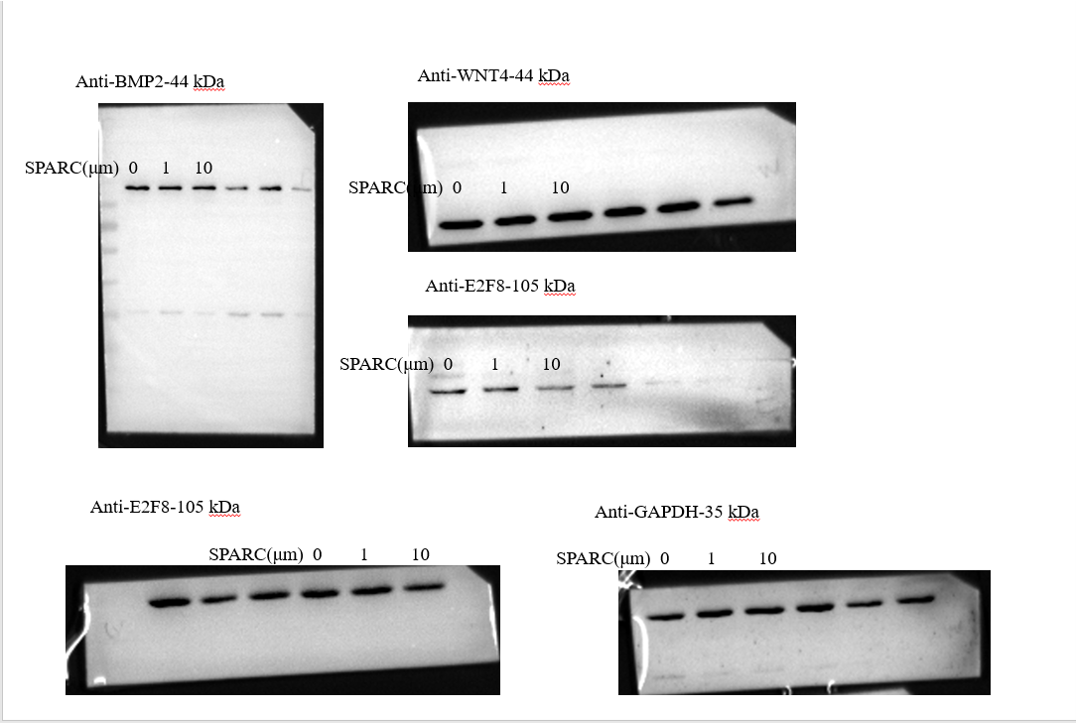 Anti-BMP2-44 kDa
SPARC(μm) 0 1 10
Anti-WNT4-44 kDa
SPARC(μm) 0 1 10
Anti-E2F8-105 kDa
SPARC(μm) 0 1 10
Anti-E2F8-105 kDa
SPARC(μm) 0 1 10
Anti-GAPDH-35 kDa
SPARC(μm) 0 1 10